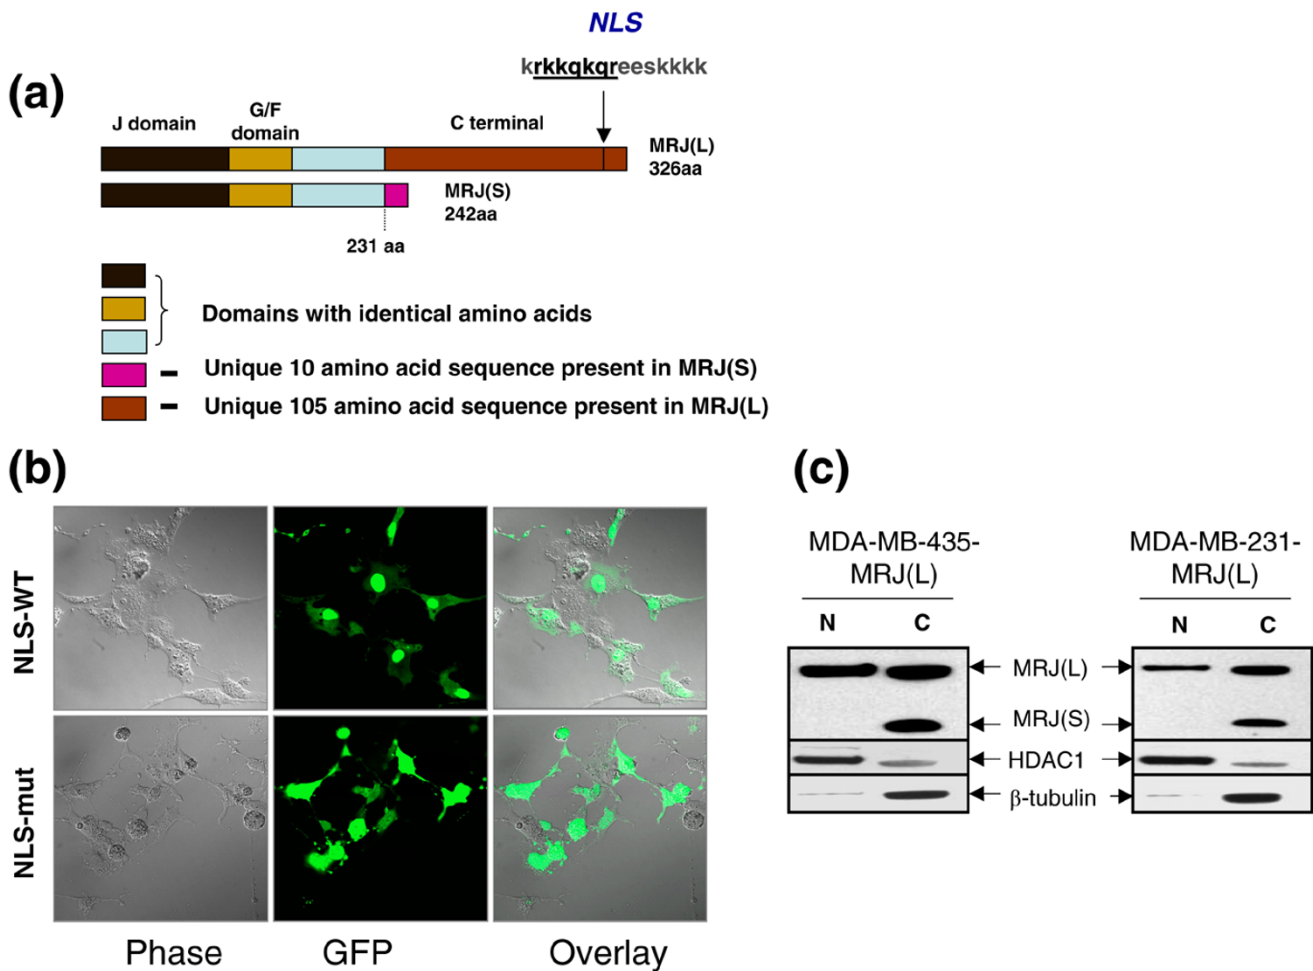 NLS
krkkqkqreeskkkk
(a)
J domain
G/F
domain
C terminal
MRJ(L)
326aa
MRJ(S)
242aa
231 aa
Domains with identical amino acids
Unique 10 amino acid sequence present in MRJ(S)
Unique 105 amino acid sequence present in MRJ(L)
(b)
NLS-WT
NLS-mut
Phase
GFP
Overlay
(c)
MDA-MB-435-
MRJ(L)
MDA-MB-231-
MRJ(L)
N
C
N
C
MRJ(L)
MRJ(S)
HDAC1
β-tubulin